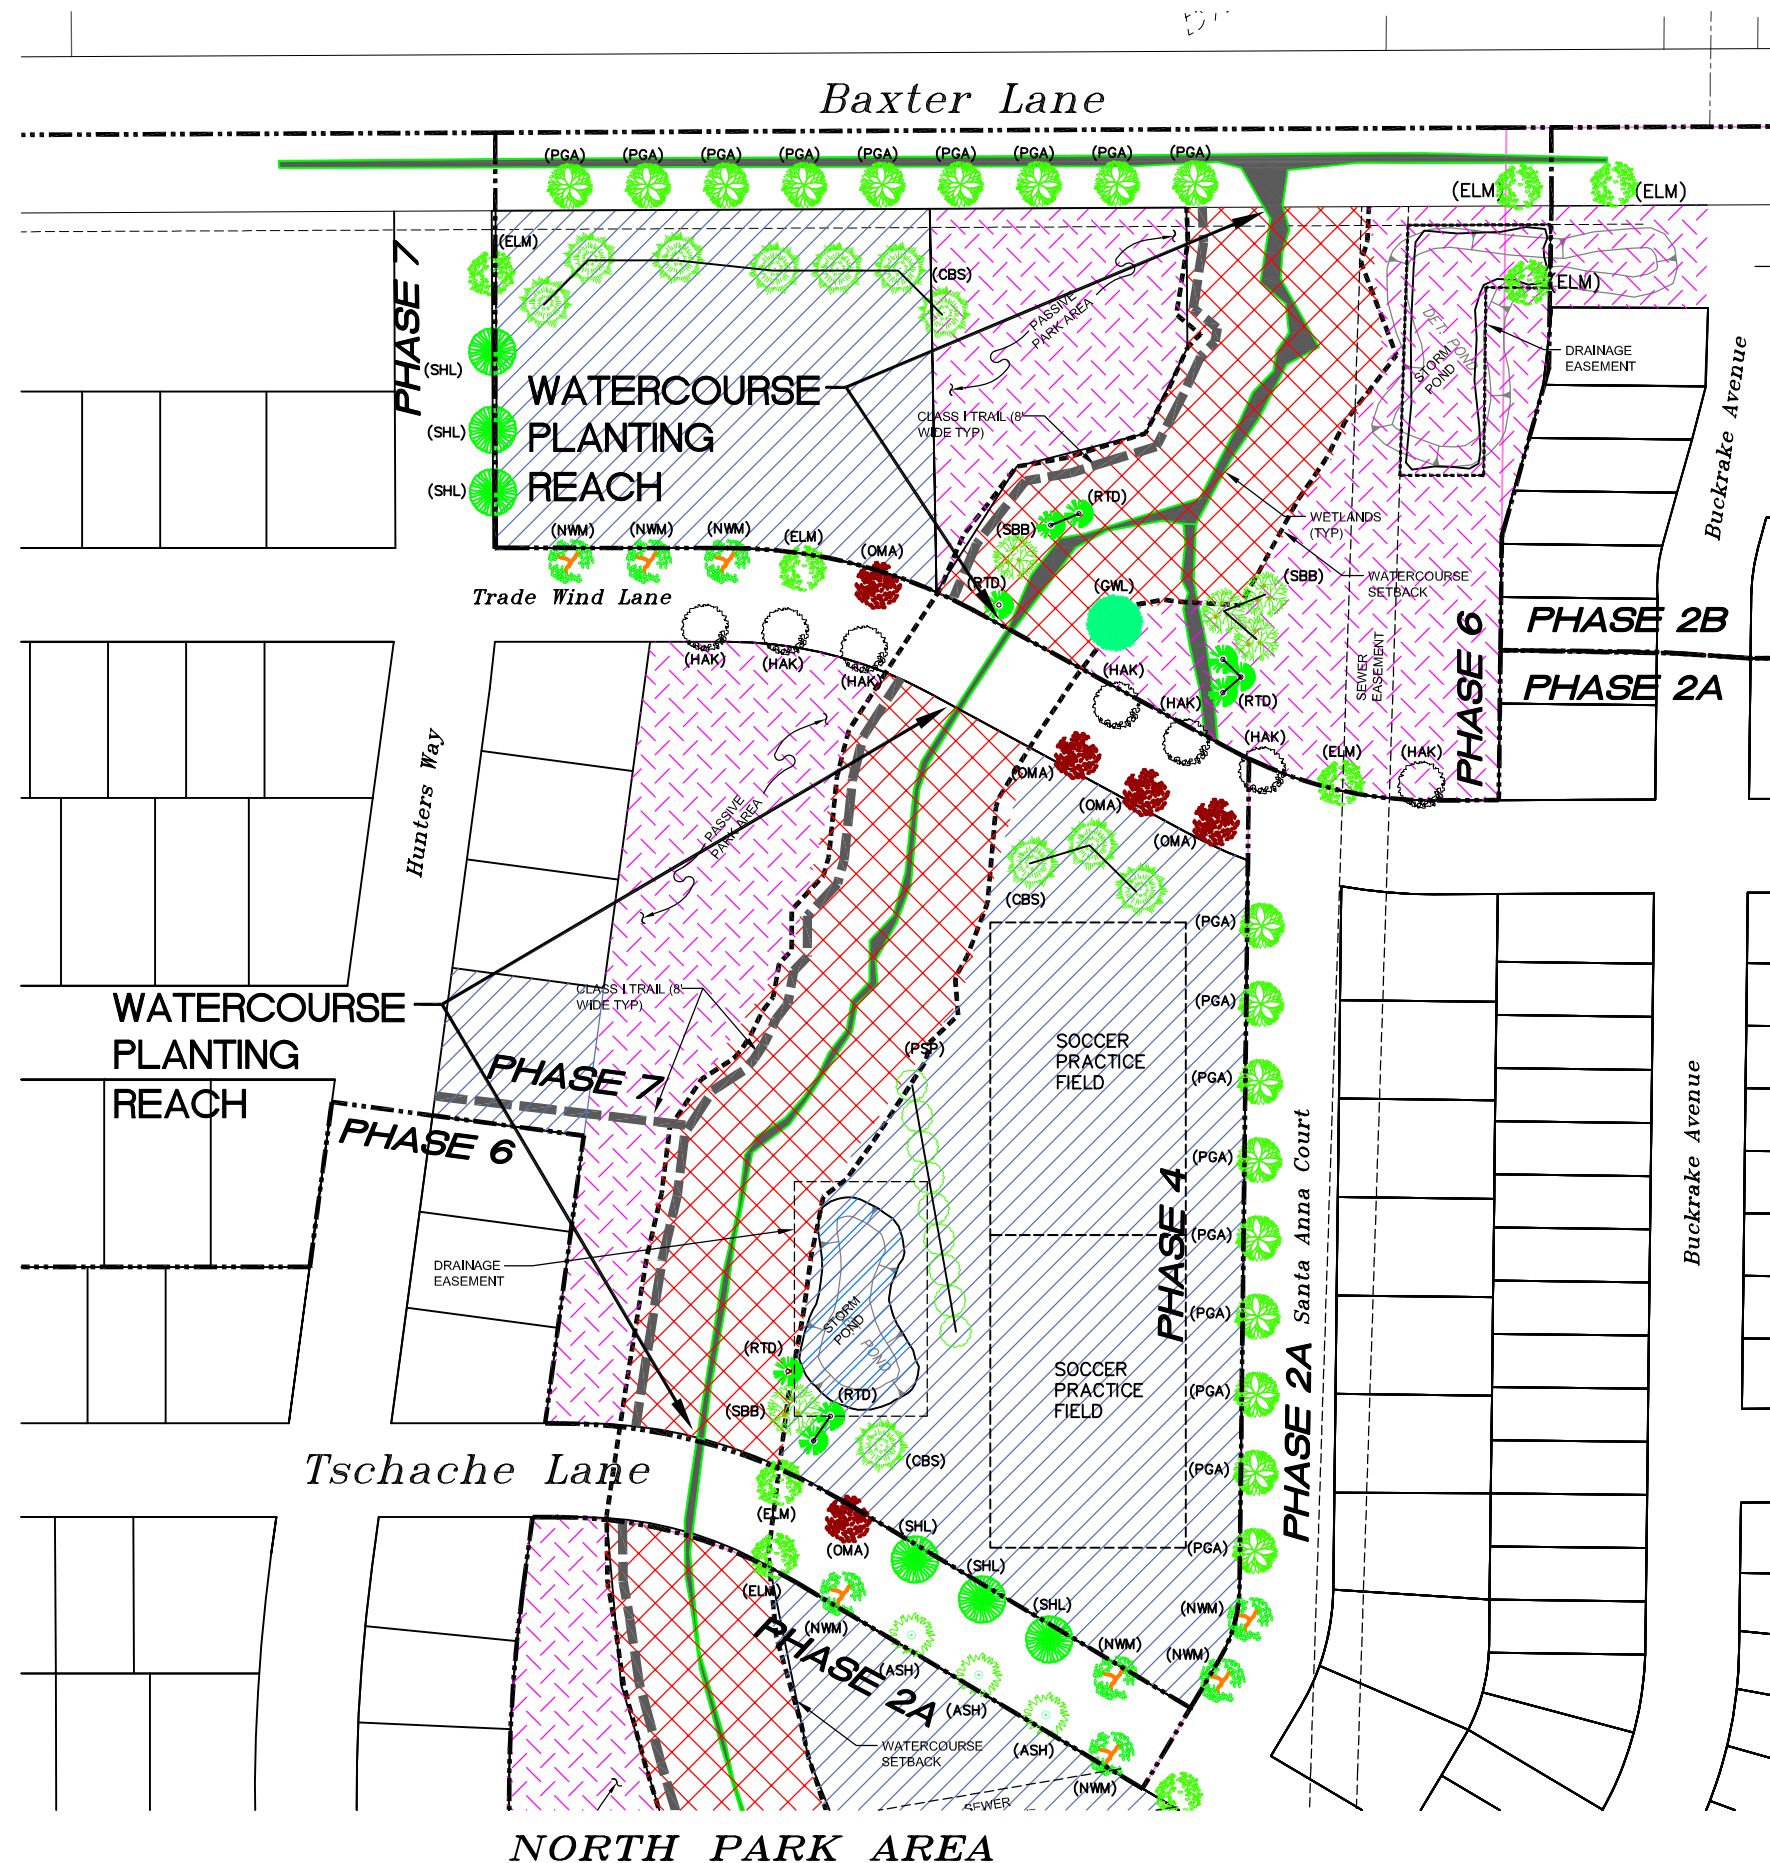 Baxter Lane
(PGA) (PGA) (PGA) (PGA) (PGA) (PGA) (PGA) (PGA) (PGA)
(ELM) (ELM)
(ELM)
(CBS)
(ELM)
PHASE 7
PASSIVE
PARK AREA
DET. POND
STORM
POND
DRAINAGE
EASEMENT
Buckrake Avenue
(SHL)
(SHL)
(SHL)
WATERCOURSE
PLANTING
REACH
CLASS I TRAIL (8'
WIDE TYP)
(RTD)
(SBB)
WETLANDS
(TYP)
(NWM) (NWM) (NWM) (ELM) (OMA)
(RTD)
(GWL)
(SBB)
WATERCOURSE
SETBACK
Trade Wind Lane
PHASE 2B
PHASE 6
PHASE 2A
SEWER
EASEMENT
(HAK) (HAK) (HAK)
(HAK)
(HAK)
(RTD)
(HAK)
(ELM)
(HAK)
Hunters Way
PASSIVE
PARK AREA
(OMA)
(OMA)
(OMA)
(CBS)
(PGA)
(PGA)
(PGA)
(PGA)
(PGA)
(PGA)
(PGA)
(PGA)
(PGA)
CLASS I TRAIL (8'
WIDE TYP)
WATERCOURSE
PLANTING
REACH
(PSP)
SOCCER
PRACTICE
FIELD
PHASE 7
PHASE 6
PHASE 4
Santa Anna Court
Buckrake Avenue
DRAINAGE
EASEMENT
STORM
POND
POND
(RTD)
(RTD)
(SBB)
(CBS)
SOCCER
PRACTICE
FIELD
PHASE 2A
Tschache Lane
(ELM)
(OMA)
(SHL)
(SHL)
(SHL)
(ELM)
(NWM)
(NWM)
(NWM)
(NWM)
PHASE 2A
(ASH)
(ASH)
(ASH)
WATERCOURSE
SETBACK
(NWM)
SEWER
NORTH PARK AREA